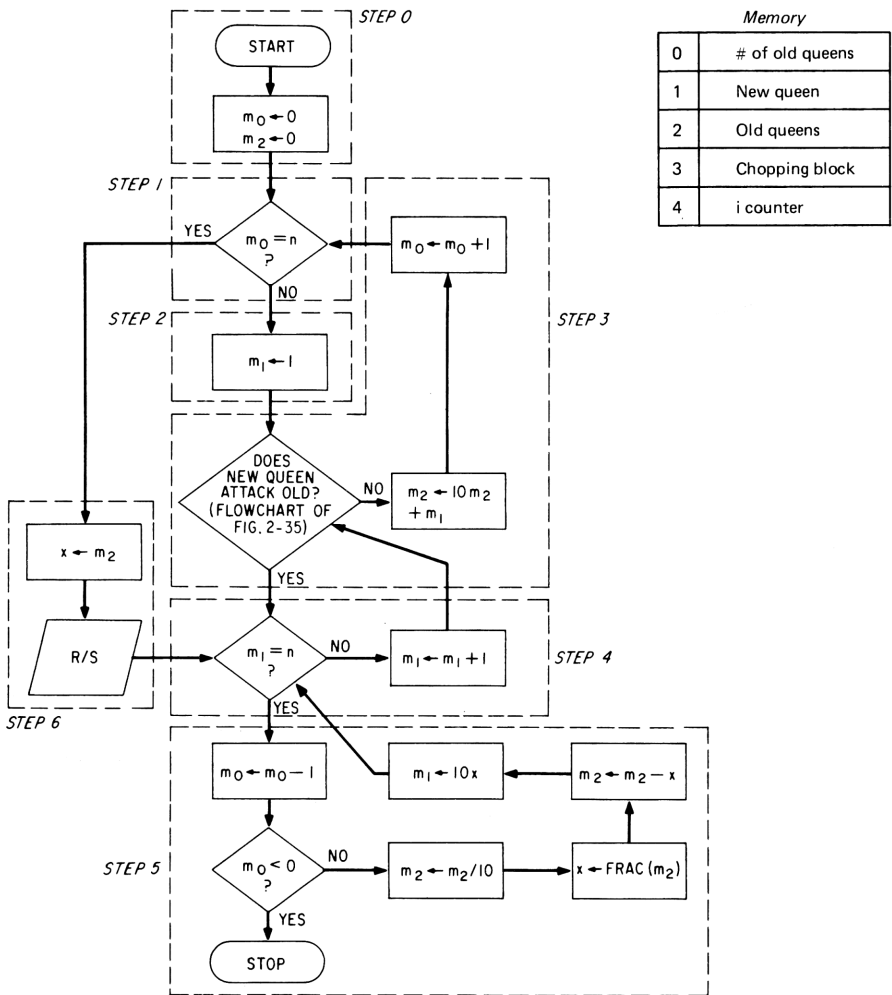 STEP 0
START
m₀ ← 0
m₂ ← 0
STEP 1
YES
m₀ = n
?
NO
m₀ ← m₀ + 1
STEP 2
m₁ ← 1
STEP 3
DOES
NEW QUEEN
ATTACK OLD?
(FLOWCHART OF
FIG. 2-35)
NO
m₂ ← 10m₂
+ m₁
YES
x ← m₂
R/S
STEP 6
m₁ = n
?
NO
m₁ ← m₁ + 1
STEP 4
YES
m₀ ← m₀ − 1
m₁ ← 10x
m₂ ← m₂ − x
STEP 5
m₀ < 0
?
NO
m₂ ← m₂/10
x ← FRAC(m₂)
YES
STOP
Memory
0 # of old queens
1 New queen
2 Old queens
3 Chopping block
4 i counter